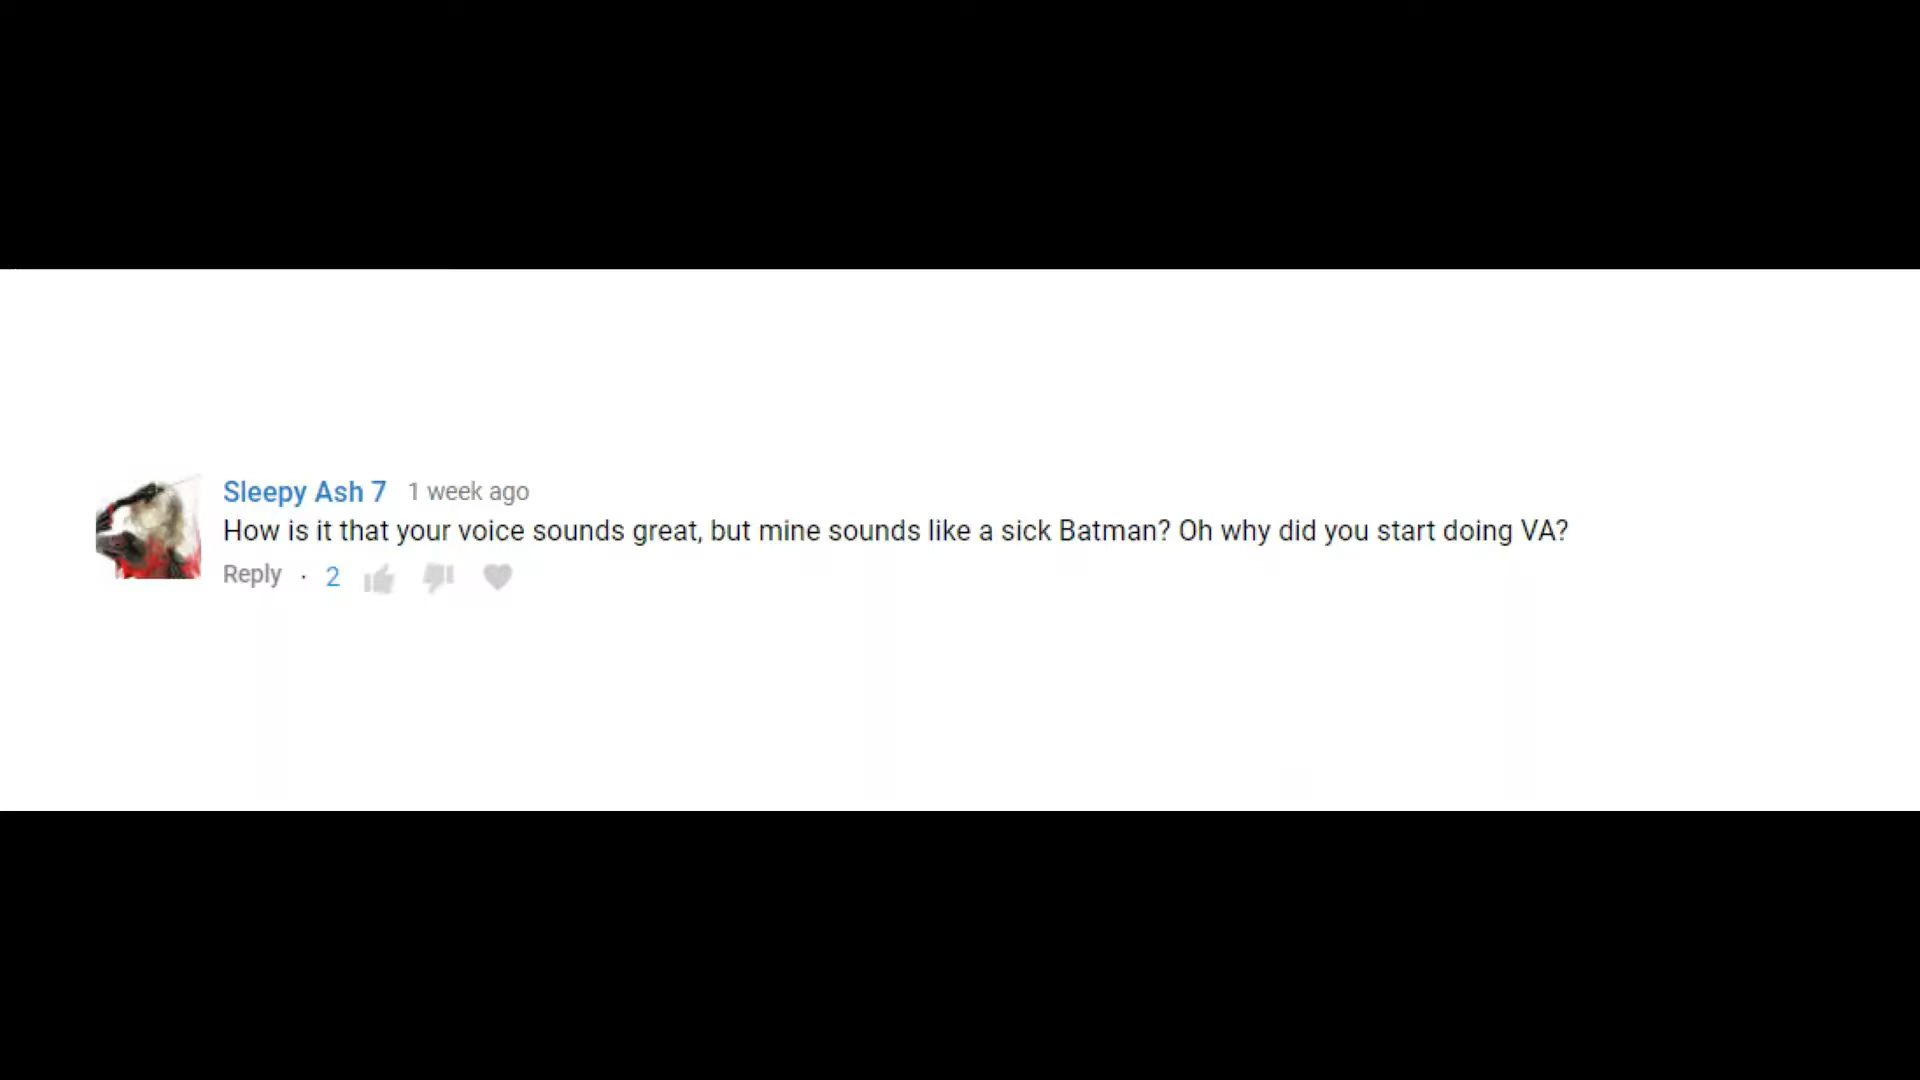 Sleepy Ash 7 1 week ago
How is it that your voice sounds great, but mine sounds like a sick Batman? Oh why did you start doing VA?
Reply · 2